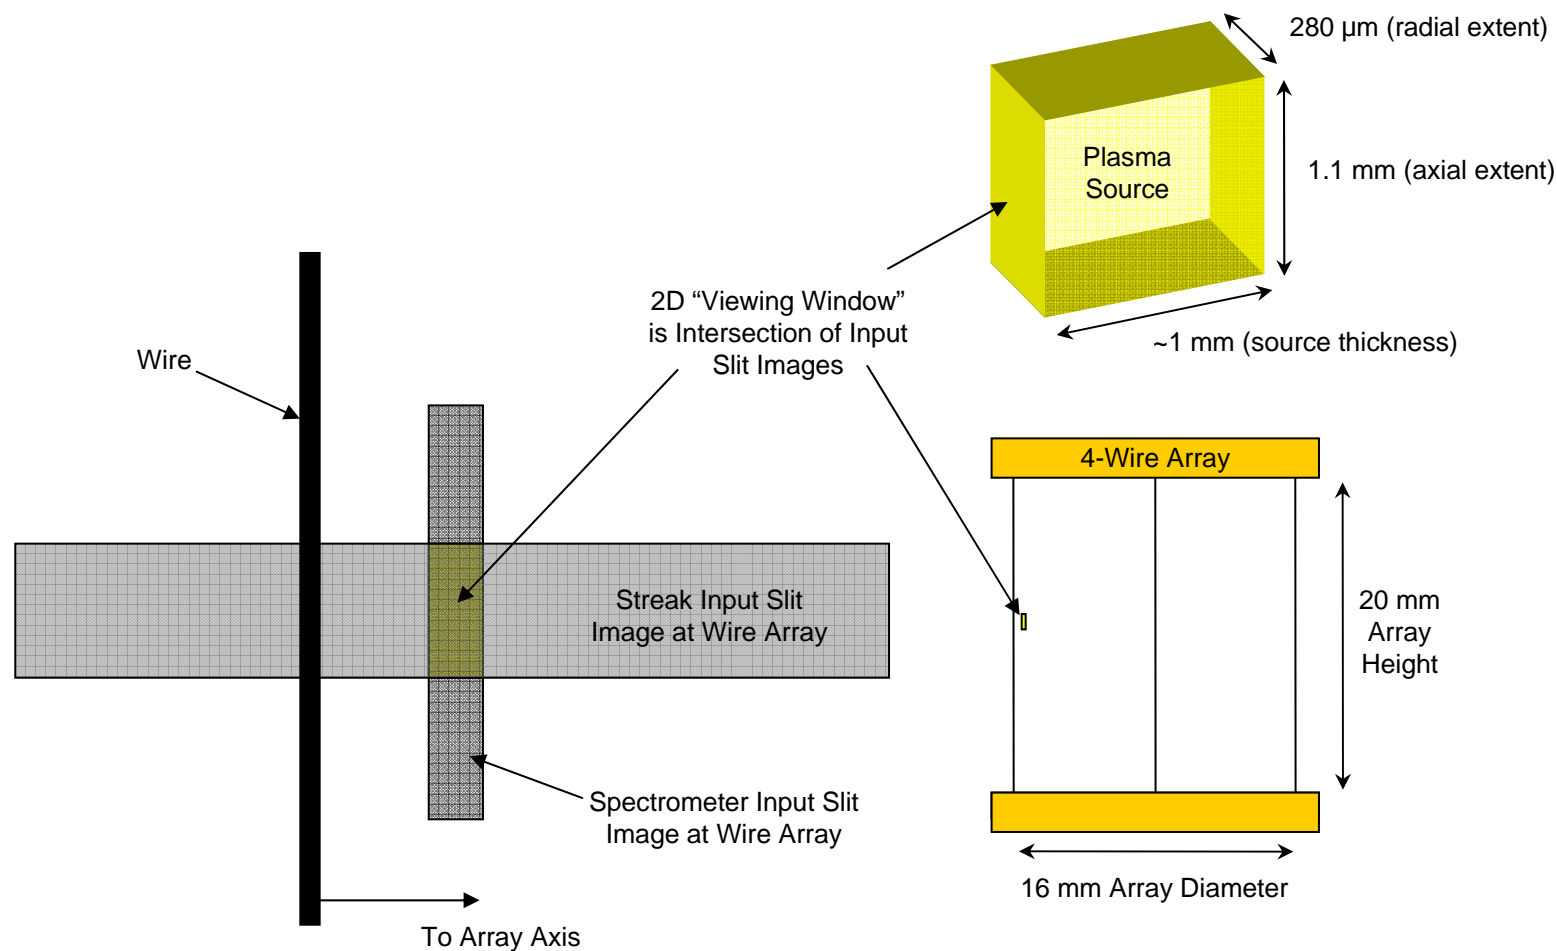 280 µm (radial extent)
Plasma
Source
1.1 mm (axial extent)
~1 mm (source thickness)
2D “Viewing Window”
is Intersection of Input
Slit Images
Wire
4-Wire Array
Streak Input Slit
Image at Wire Array
20 mm
Array
Height
Spectrometer Input Slit
Image at Wire Array
16 mm Array Diameter
To Array Axis